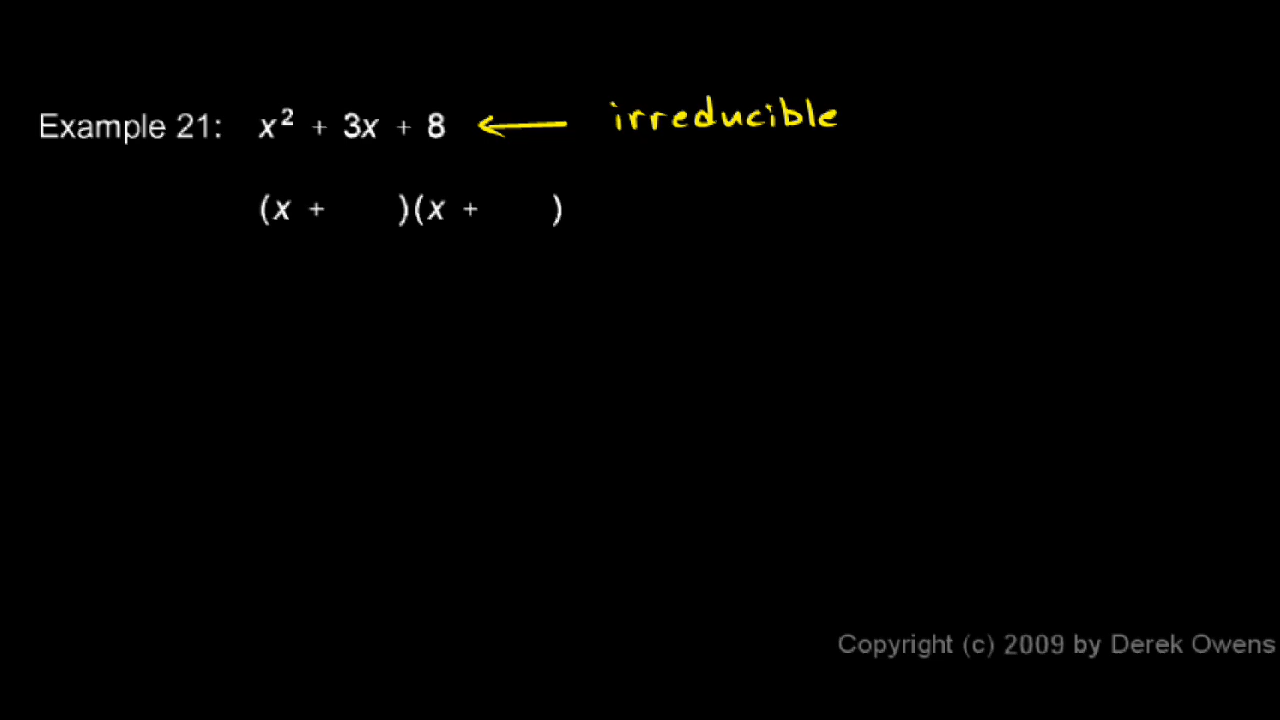 Example 21: x² + 3x + 8 ← irreducible
(x + )(x + )
Copyright (c) 2009 by Derek Owens